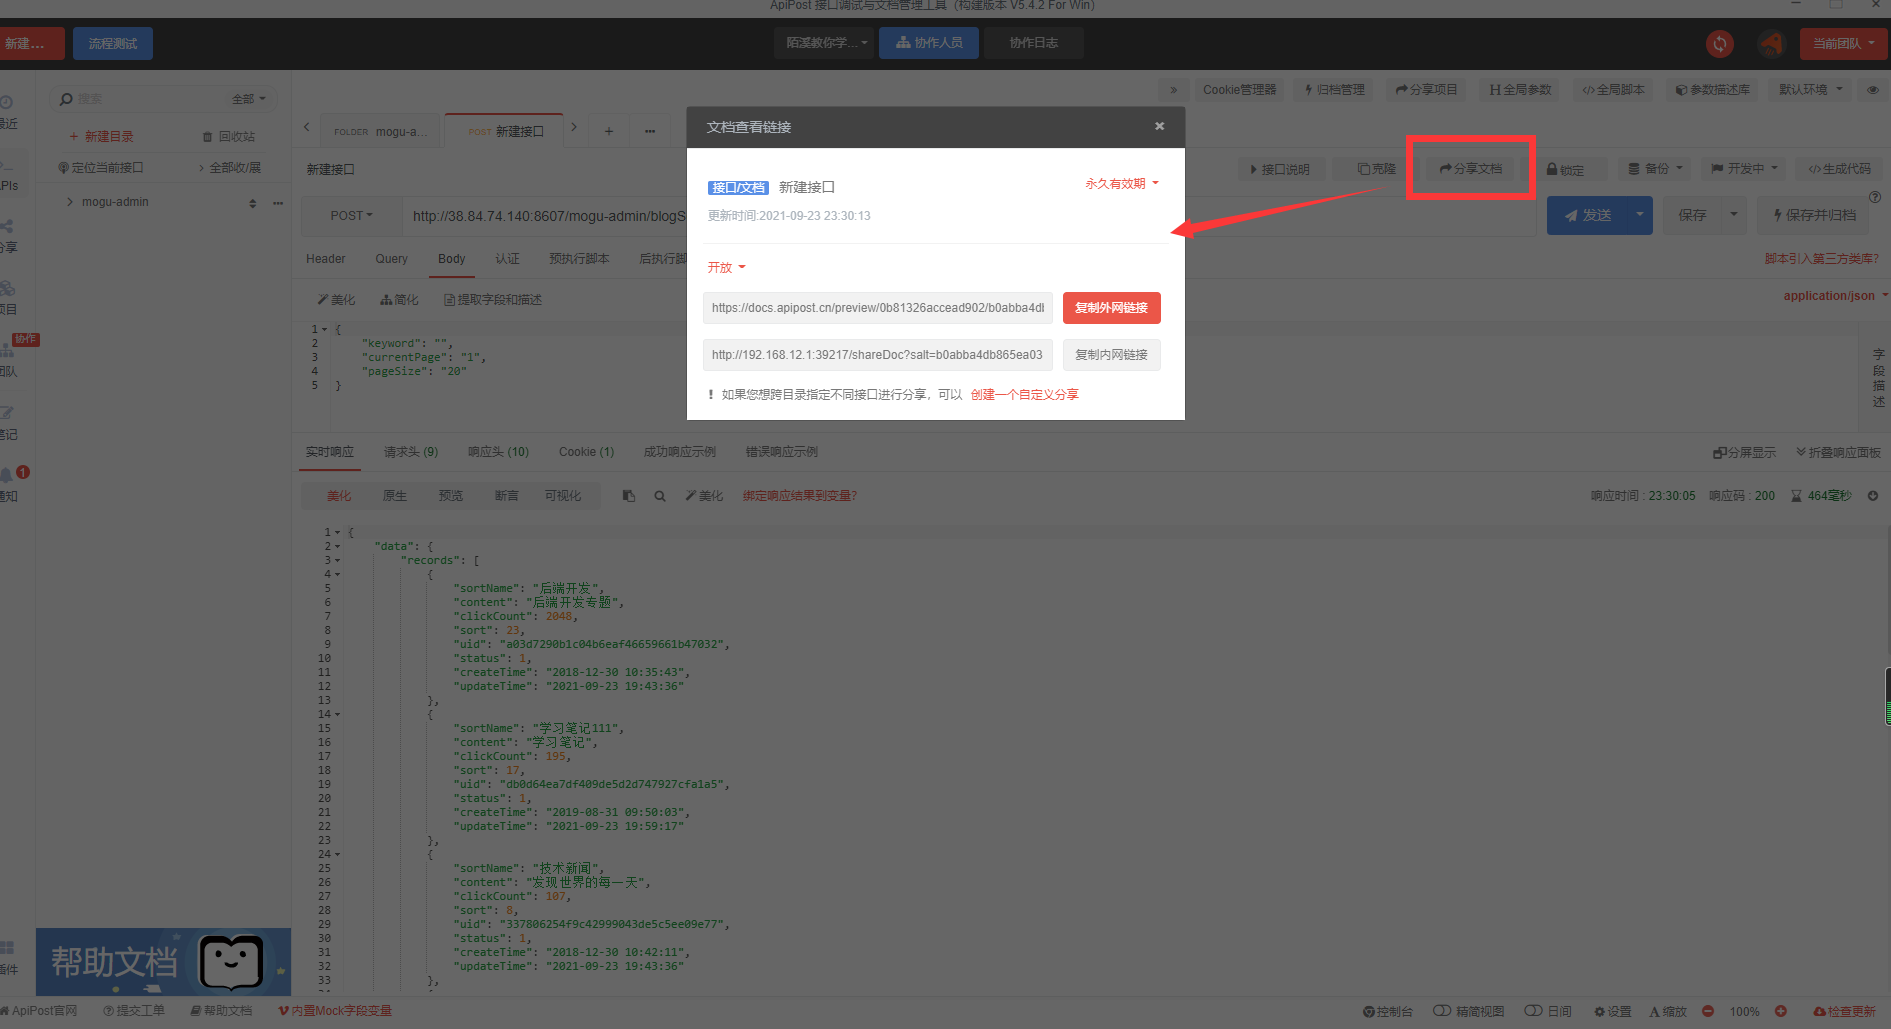 ApiPost 接口调试与文档管理工具（构建版本 V5.4.2 For Win）
新建...
流程测试
陌溪教你学...
协作人员
协作日志
当前团队
搜索
全部
»
Cookie管理器
归档管理
分享项目
H全局参数
全局脚本
参数描述库
默认环境
+ 新建目录
回收站
FOLDER mogu-a...
POST 新建接口
+
...
定位当前接口
全部收/展
新建接口
接口说明
克隆
分享文档
锁定
备份
开发中
生成代码
mogu-admin
POST
http://38.84.74.140:8607/mogu-admin/blogS
发送
保存
保存并归档
Header
Query
Body
认证
预执行脚本
后执行脚
脚本引入第三方类库?
美化
简化
提取字段和描述
application/json
1 {
2 "keyword": "",
3 "currentPage": "1",
4 "pageSize": "20"
5 }
字段描述
文档查看链接
接口/文档 新建接口
永久有效期
更新时间:2021-09-23 23:30:13
开放
https://docs.apipost.cn/preview/0b81326accead902/b0abba4db
复制外网链接
http://192.168.12.1:39217/shareDoc?salt=b0abba4db865ea03
复制内网链接
! 如果您想跨目录指定不同接口进行分享，可以 创建一个自定义分享
最近
APIs
分享
项目
协作
团队
笔记
1
通知
插件
实时响应
请求头 (9)
响应头 (10)
Cookie (1)
成功响应示例
错误响应示例
分屏显示
折叠响应面板
美化
原生
预览
断言
可视化
美化
绑定响应结果到变量?
响应时间 : 23:30:05
响应码 : 200
464毫秒
1 {
2 "data": {
3 "records": [
4 {
5 "sortName": "后端开发",
6 "content": "后端开发专题",
7 "clickCount": 2048,
8 "sort": 23,
9 "uid": "a03d7290b1c04b6eaf46659661b47032",
10 "status": 1,
11 "createTime": "2018-12-30 10:35:43",
12 "updateTime": "2021-09-23 19:43:36"
13 },
14 {
15 "sortName": "学习笔记111",
16 "content": "学习笔记",
17 "clickCount": 195,
18 "sort": 17,
19 "uid": "db0d64ea7df409de5d2d747927cfa1a5",
20 "status": 1,
21 "createTime": "2019-08-31 09:50:03",
22 "updateTime": "2021-09-23 19:59:17"
23 },
24 {
25 "sortName": "技术新闻",
26 "content": "发现世界的每一天",
27 "clickCount": 107,
28 "sort": 8,
29 "uid": "337806254f9c42999043de5c5ee09e77",
30 "status": 1,
31 "createTime": "2018-12-30 10:42:11",
32 "updateTime": "2021-09-23 19:43:36"
33 },
帮助文档
ApiPost官网
提交工单
帮助文档
内置Mock字段变量
控制台
精简视图
日间
设置
A 缩放
100%
检查更新